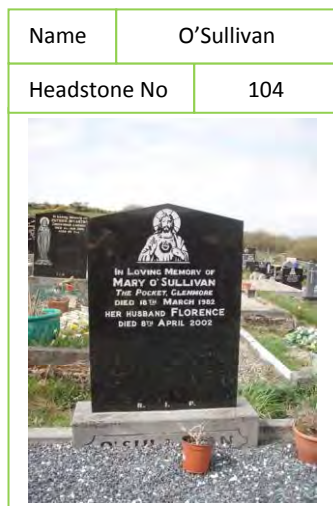 Name O’Sullivan
Headstone No 104
In Loving Memory of
Mary O'Sullivan
The Pocket, Glenmore
Died 18TH March 1982
Her Husband Florence
Died 8TH April 2002
R. I. P.
O'SULLIVAN